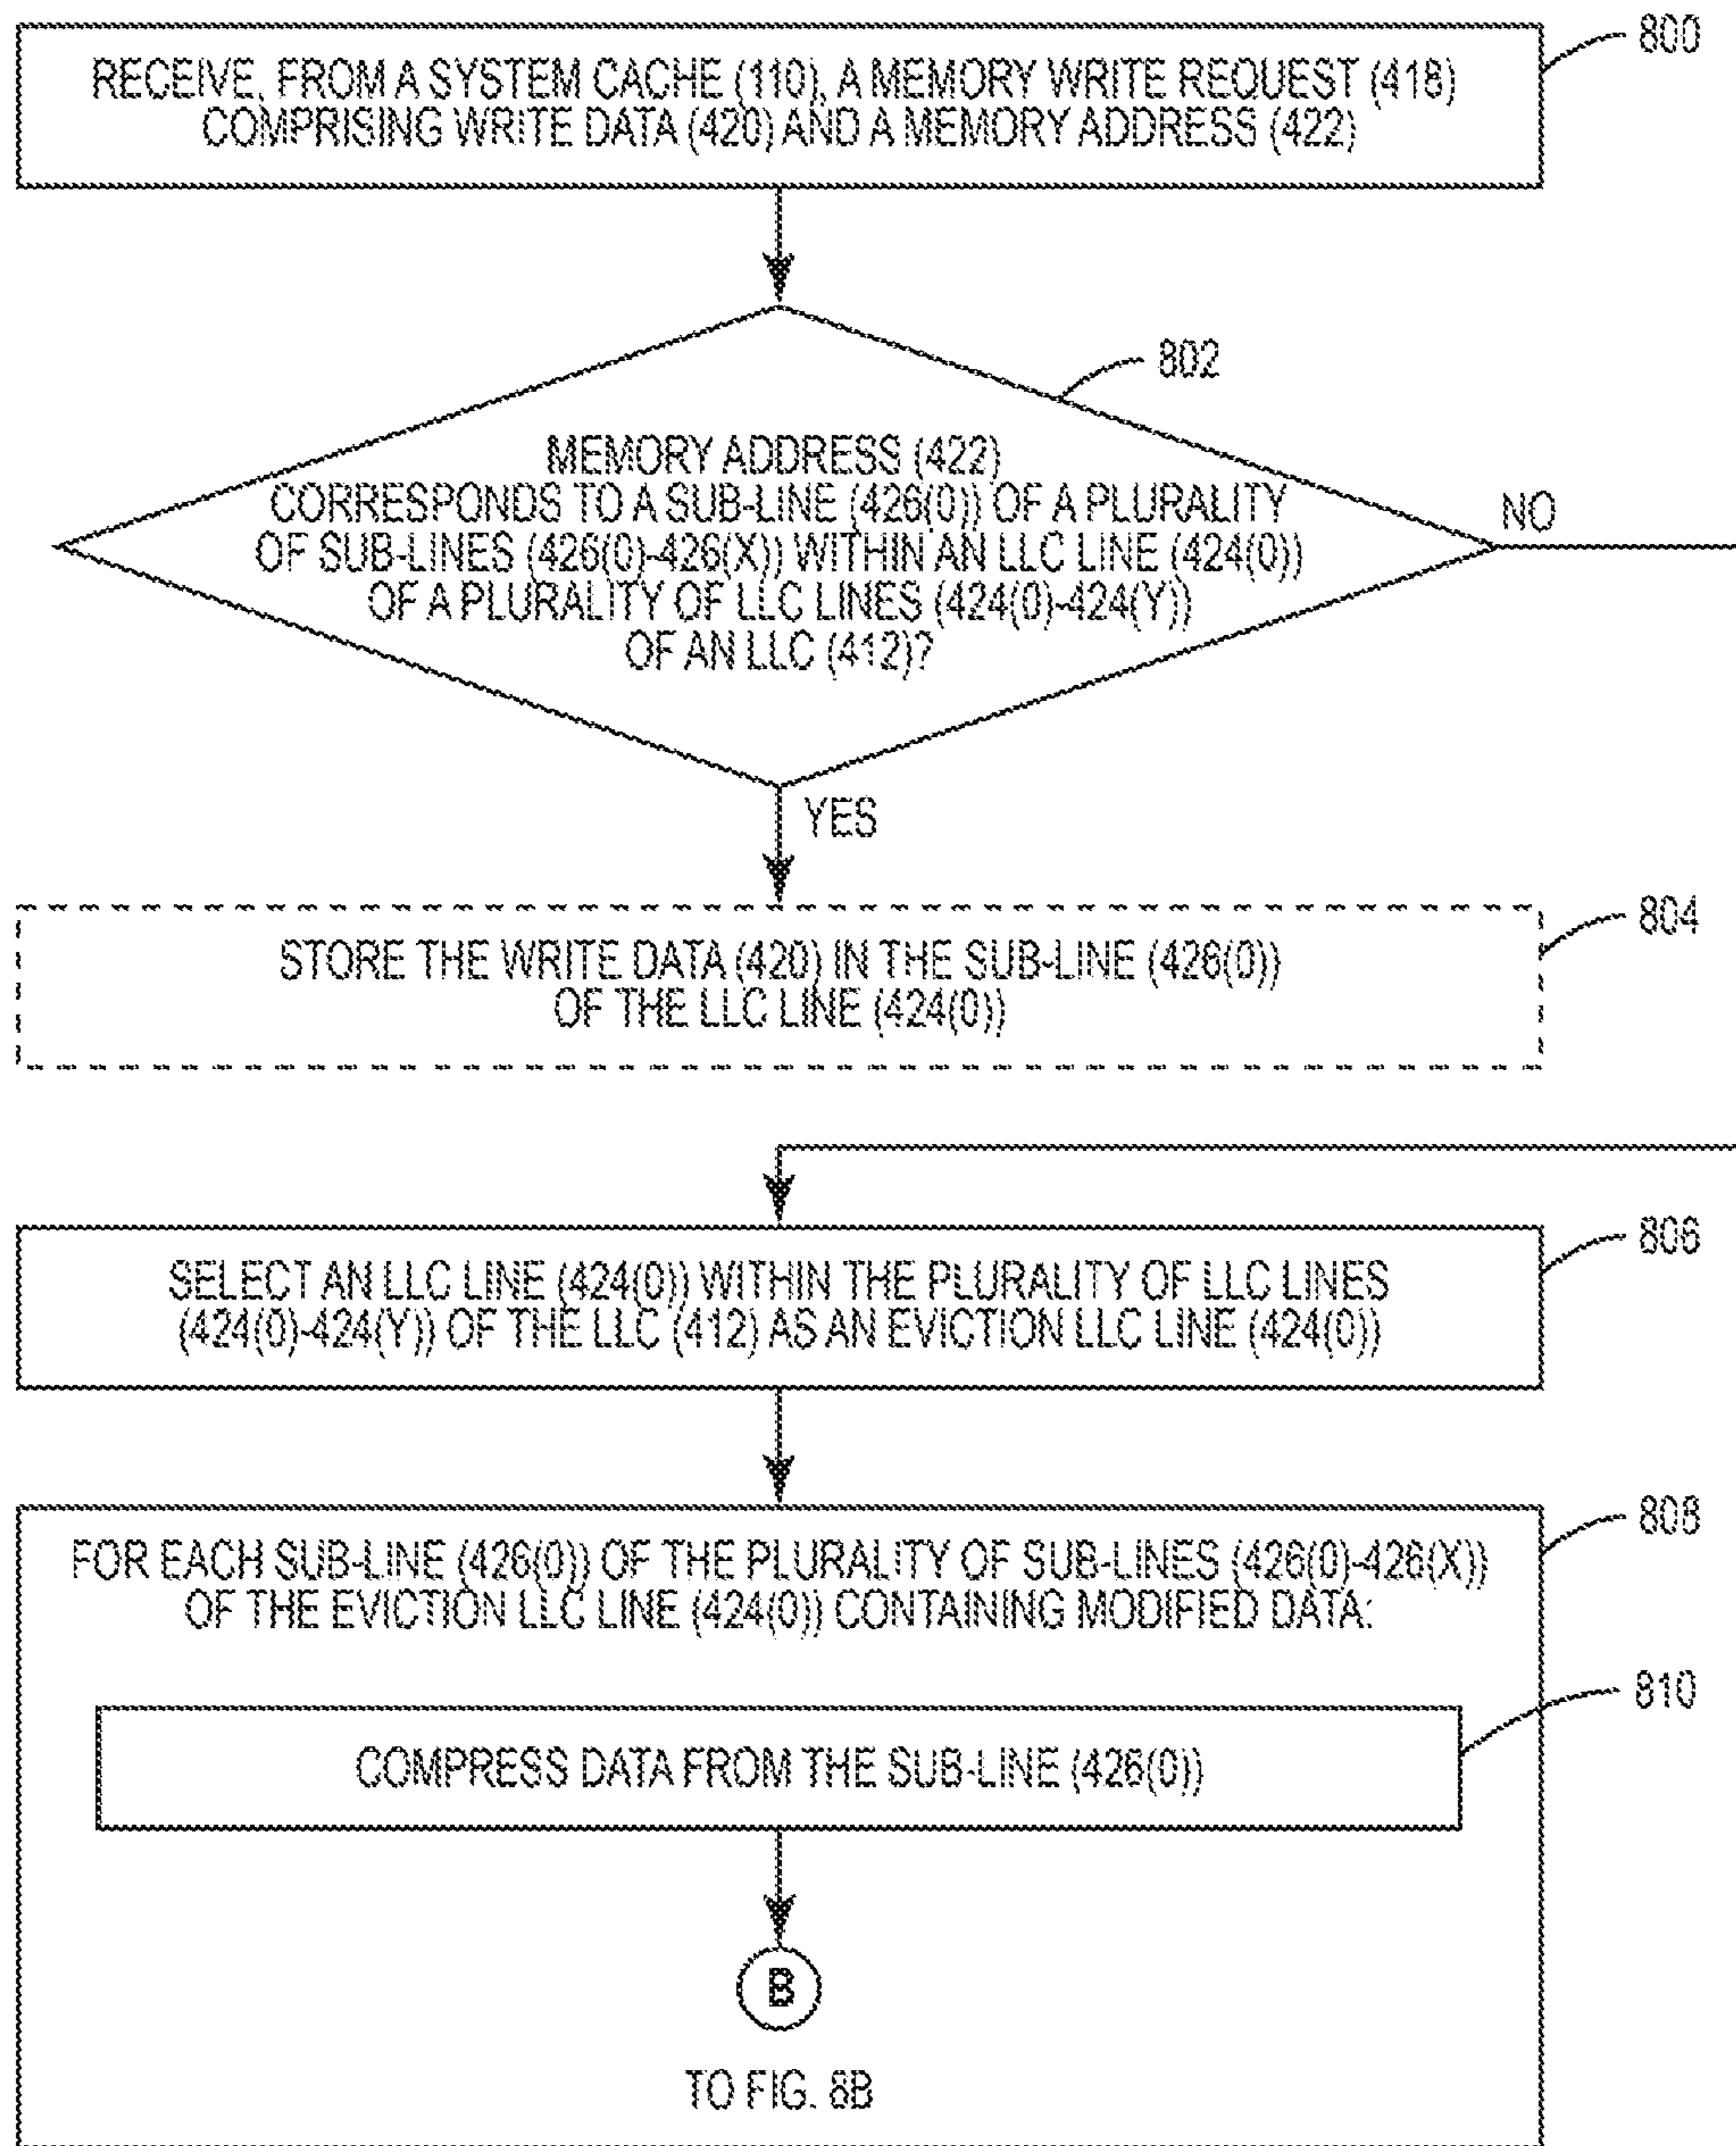 800
RECEIVE, FROM A SYSTEM CACHE (110), A MEMORY WRITE REQUEST (418)
COMPRISING WRITE DATA (420) AND A MEMORY ADDRESS (422)
802
MEMORY ADDRESS (422)
CORRESPONDS TO A SUB-LINE (426(0)) OF A PLURALITY
OF SUB-LINES (426(0)-426(X)) WITHIN AN LLC LINE (424(0))
OF A PLURALITY OF LLC LINES (424(0)-424(Y))
OF AN LLC (412)?
NO
YES
804
STORE THE WRITE DATA (420) IN THE SUB-LINE (426(0))
OF THE LLC LINE (424(0))
806
SELECT AN LLC LINE (424(0)) WITHIN THE PLURALITY OF LLC LINES
(424(0)-424(Y)) OF THE LLC (412) AS AN EVICTION LLC LINE (424(0))
808
FOR EACH SUB-LINE (426(0)) OF THE PLURALITY OF SUB-LINES (426(0)-426(X))
OF THE EVICTION LLC LINE (424(0)) CONTAINING MODIFIED DATA:
810
COMPRESS DATA FROM THE SUB-LINE (426(0))
B
TO FIG. 8B